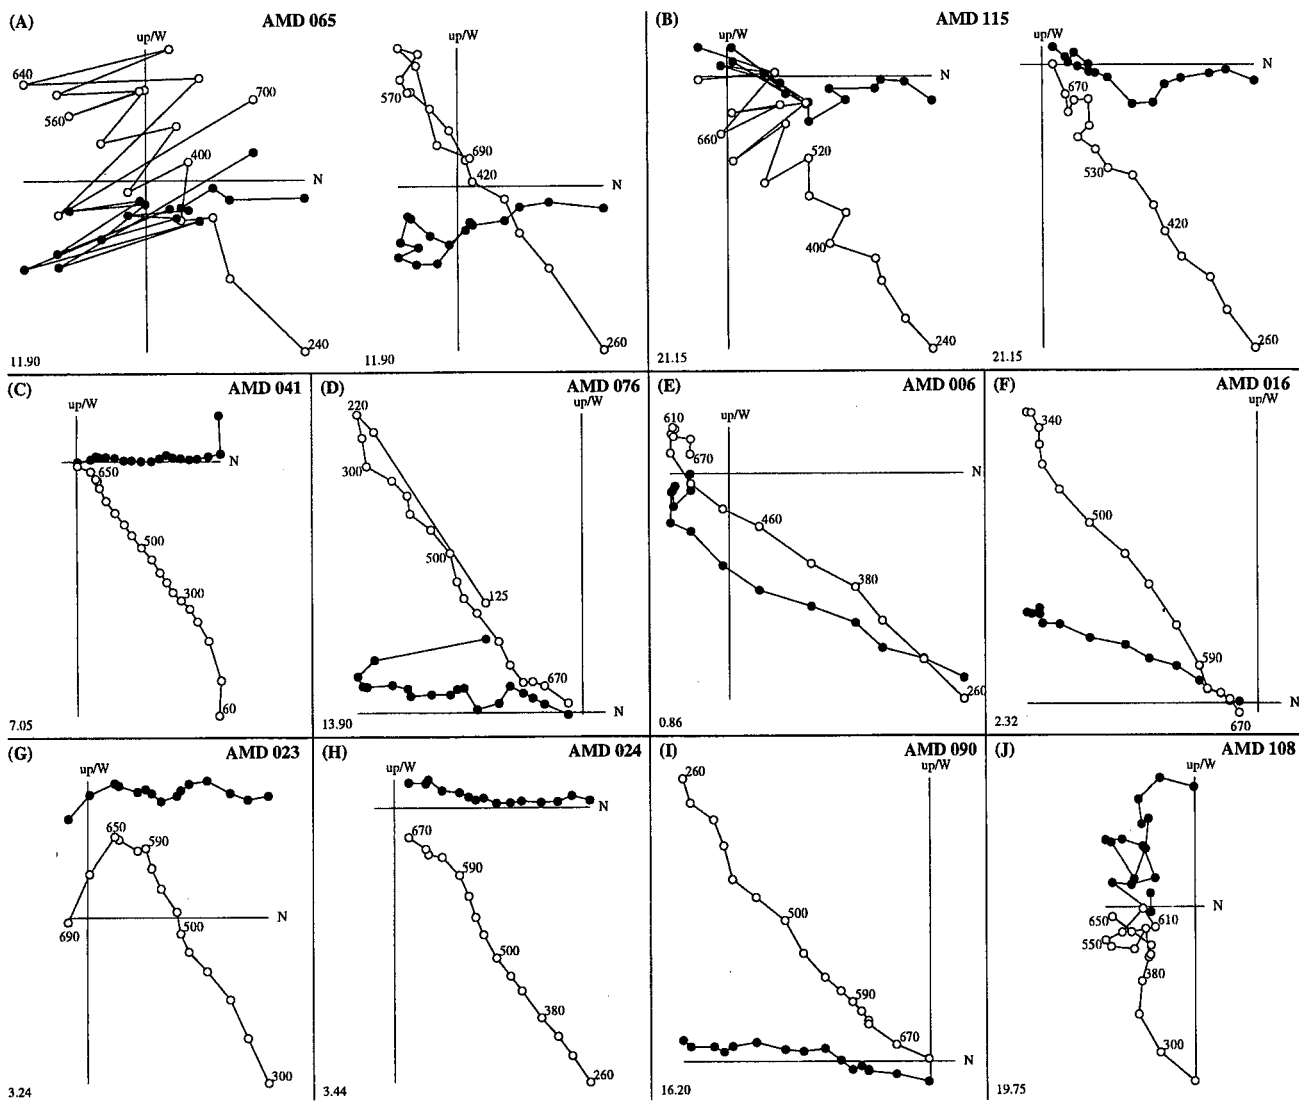 (A) AMD 065
up/W
up/W
640
700
560
570
400
690
420
N
N
240
260
11.90
11.90
(B) AMD 115
up/W
up/W
N
N
670
660
520
530
420
400
240
260
21.15
21.15
(C) AMD 041
up/W
N
650
500
300
60
7.05
(D) AMD 076
up/W
220
300
500
125
670
N
13.90
(E) AMD 006
up/W
610
N
670
460
380
260
0.86
(F) AMD 016
up/W
340
500
590
N
670
2.32
(G) AMD 023
up/W
650
590
N
690
500
300
3.24
(H) AMD 024
up/W
N
670
590
500
380
260
3.44
(I) AMD 090
up/W
260
500
590
670
N
16.20
(J) AMD 108
up/W
N
650
610
550
380
300
19.75